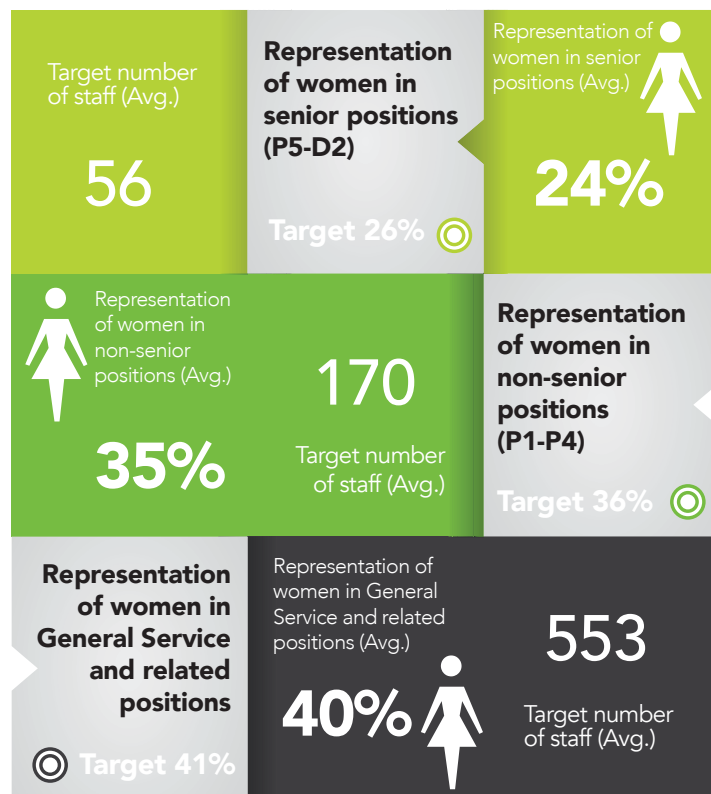 Target number
of staff (Avg.)
56
Representation
of women in
senior positions
(P5-D2)
Target 26%
Representation of
women in senior
positions (Avg.)
24%
Representation
of women in
non-senior
positions (Avg.)
35%
170
Target number
of staff (Avg.)
Representation
of women in
non-senior
positions
(P1-P4)
Target 36%
Representation
of women in
General Service
and related
positions
Target 41%
Representation of
women in General
Service and related
positions (Avg.)
40%
553
Target number
of staff (Avg.)